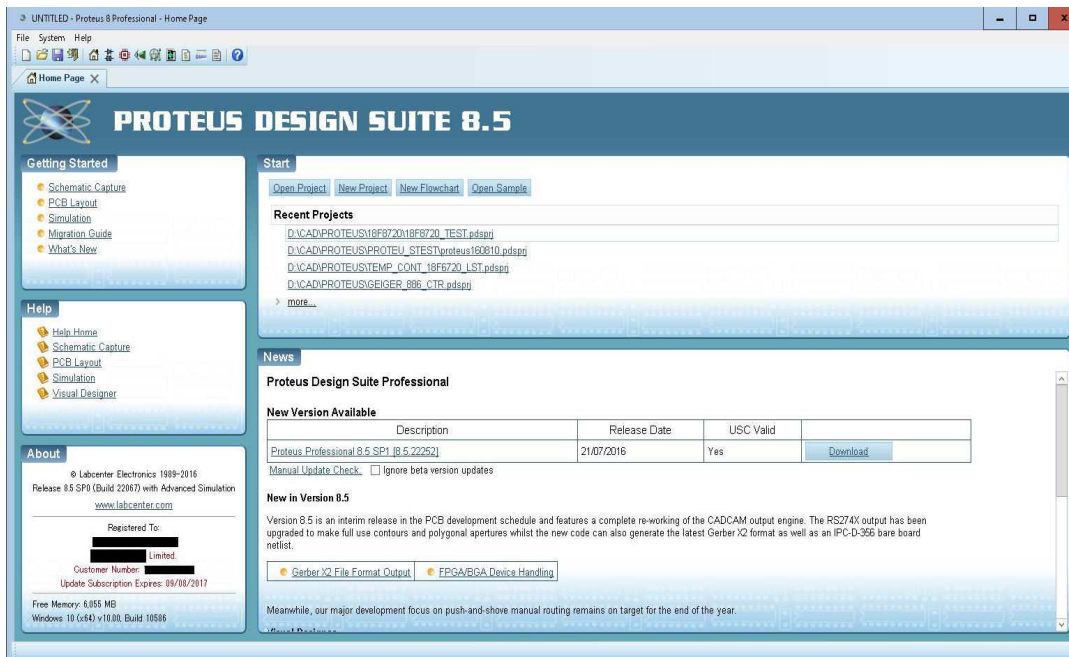 UNTITLED - Proteus 8 Professional - Home Page
File System Help
Home Page
PROTEUS DESIGN SUITE 8.5
Getting Started
Schematic Capture
PCB Layout
Simulation
Migration Guide
What's New
Start
Open Project New Project New Flowchart Open Sample
Recent Projects
D:\CAD\PROTEUS\18F8720\18F8720_TEST.pdsprj
D:\CAD\PROTEUS\PROTEU_STEST\proteus160810.pdsprj
D:\CAD\PROTEUS\TEMP_CONT_18F6720_LST.pdsprj
D:\CAD\PROTEUS\GEIGER_886_CTR.pdsprj
more...
Help
Help Home
Schematic Capture
PCB Layout
Simulation
Visual Designer
News
Proteus Design Suite Professional
New Version Available
Description Release Date USC Valid
Proteus Professional 8.5 SP1 [8.5.22252] 21/07/2016 Yes Download
Manual Update Check. Ignore beta version updates
New in Version 8.5
Version 8.5 is an interim release in the PCB development schedule and features a complete re-working of the CADCAM output engine. The RS274X output has been
upgraded to make full use contours and polygonal apertures whilst the new code can also generate the latest Gerber X2 format as well as an IPC-D-356 bare board
netlist.
Gerber X2 File Format Output FPGA/BGA Device Handling
Meanwhile, our major development focus on push-and-shove manual routing remains on target for the end of the year.
About
© Labcenter Electronics 1989-2016
Release 8.5 SP0 (Build 22067) with Advanced Simulation
www.labcenter.com
Registered To:
Limited.
Customer Number:
Update Subscription Expires: 09/08/2017
Free Memory: 6,055 MB
Windows 10 (x64) v10.00, Build 10586